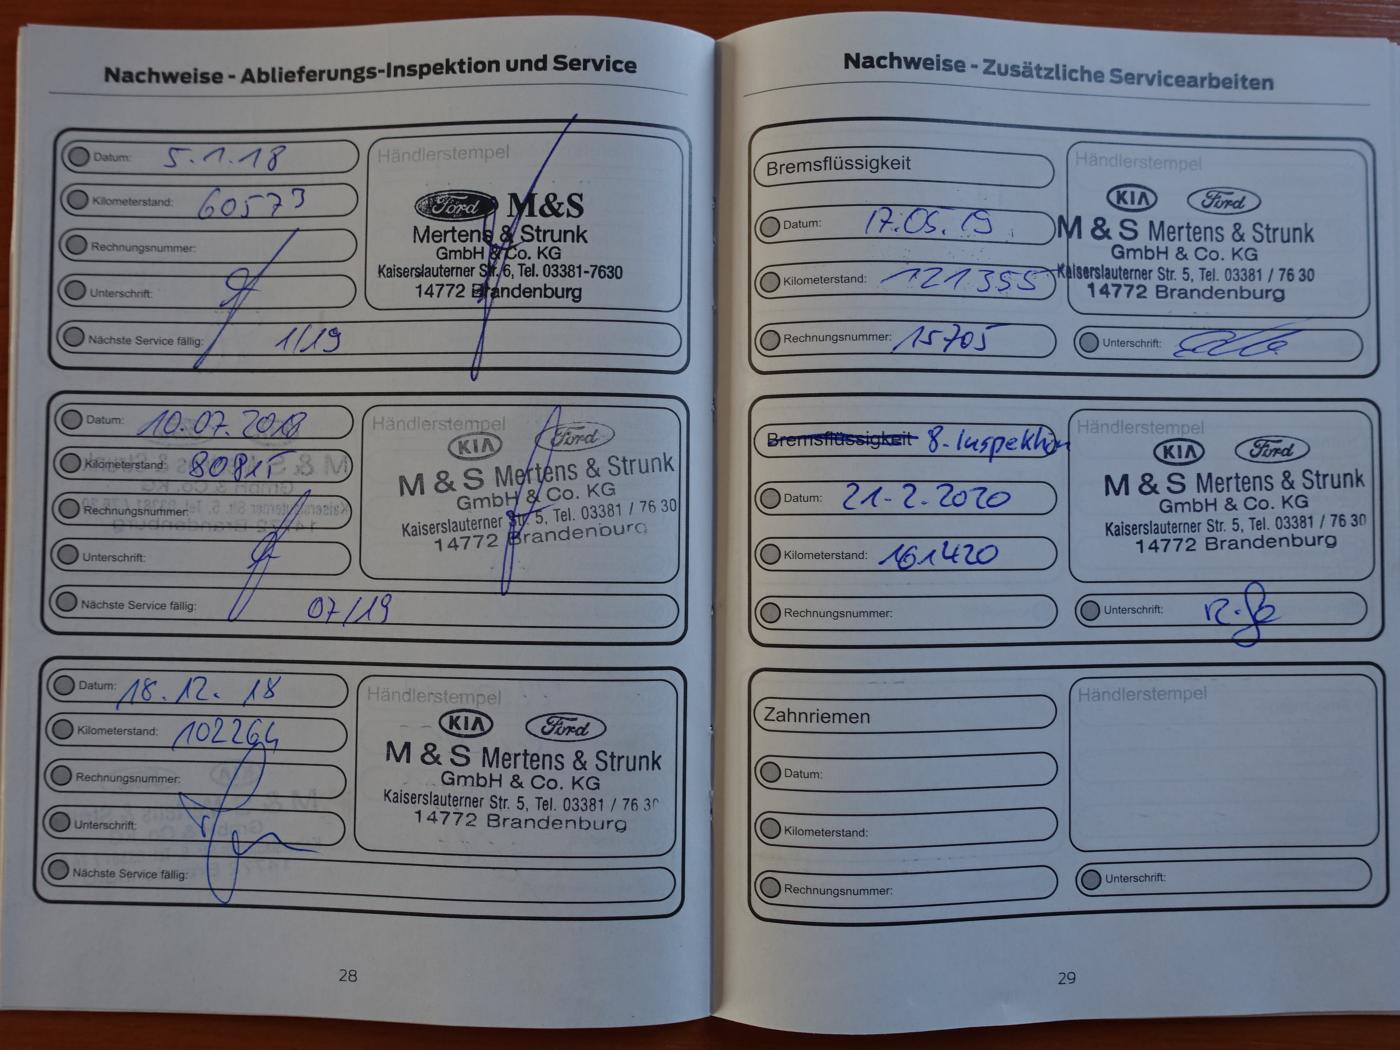 Nachweise - Ablieferungs-Inspektion und Service
Datum: 5.1.18
Kilometerstand: 60573
Rechnungsnummer:
Unterschrift:
Nächste Service fällig: 1/19
Händlerstempel
Ford M&S
Mertens & Strunk
GmbH & Co. KG
Kaiserslauterner Str. 6, Tel. 03381-7630
14772 Brandenburg
Datum: 10.07.2018
Kilometerstand: 80815
Rechnungsnummer:
Unterschrift:
Nächste Service fällig: 07/19
Händlerstempel
KIA Ford
M & S Mertens & Strunk
GmbH & Co. KG
Kaiserslauterner Str. 5, Tel. 03381 / 76 30
14772 Brandenburg
Datum: 18.12.18
Kilometerstand: 102264
Rechnungsnummer:
Unterschrift:
Nächste Service fällig:
Händlerstempel
KIA Ford
M & S Mertens & Strunk
GmbH & Co. KG
Kaiserslauterner Str. 5, Tel. 03381 / 76 30
14772 Brandenburg
28
Nachweise - Zusätzliche Servicearbeiten
Bremsflüssigkeit
Datum: 17.05.19
Kilometerstand: 121355
Rechnungsnummer: 15705
Händlerstempel
KIA Ford
M & S Mertens & Strunk
GmbH & Co. KG
Kaiserslauterner Str. 5, Tel. 03381 / 76 30
14772 Brandenburg
Unterschrift:
Bremsflüssigkeit 8. Inspektion
Datum: 21-2-2020
Kilometerstand: 161420
Rechnungsnummer:
Händlerstempel
KIA Ford
M & S Mertens & Strunk
GmbH & Co. KG
Kaiserslauterner Str. 5, Tel. 03381 / 76 30
14772 Brandenburg
Unterschrift:
Zahnriemen
Datum:
Kilometerstand:
Rechnungsnummer:
Händlerstempel
Unterschrift:
29